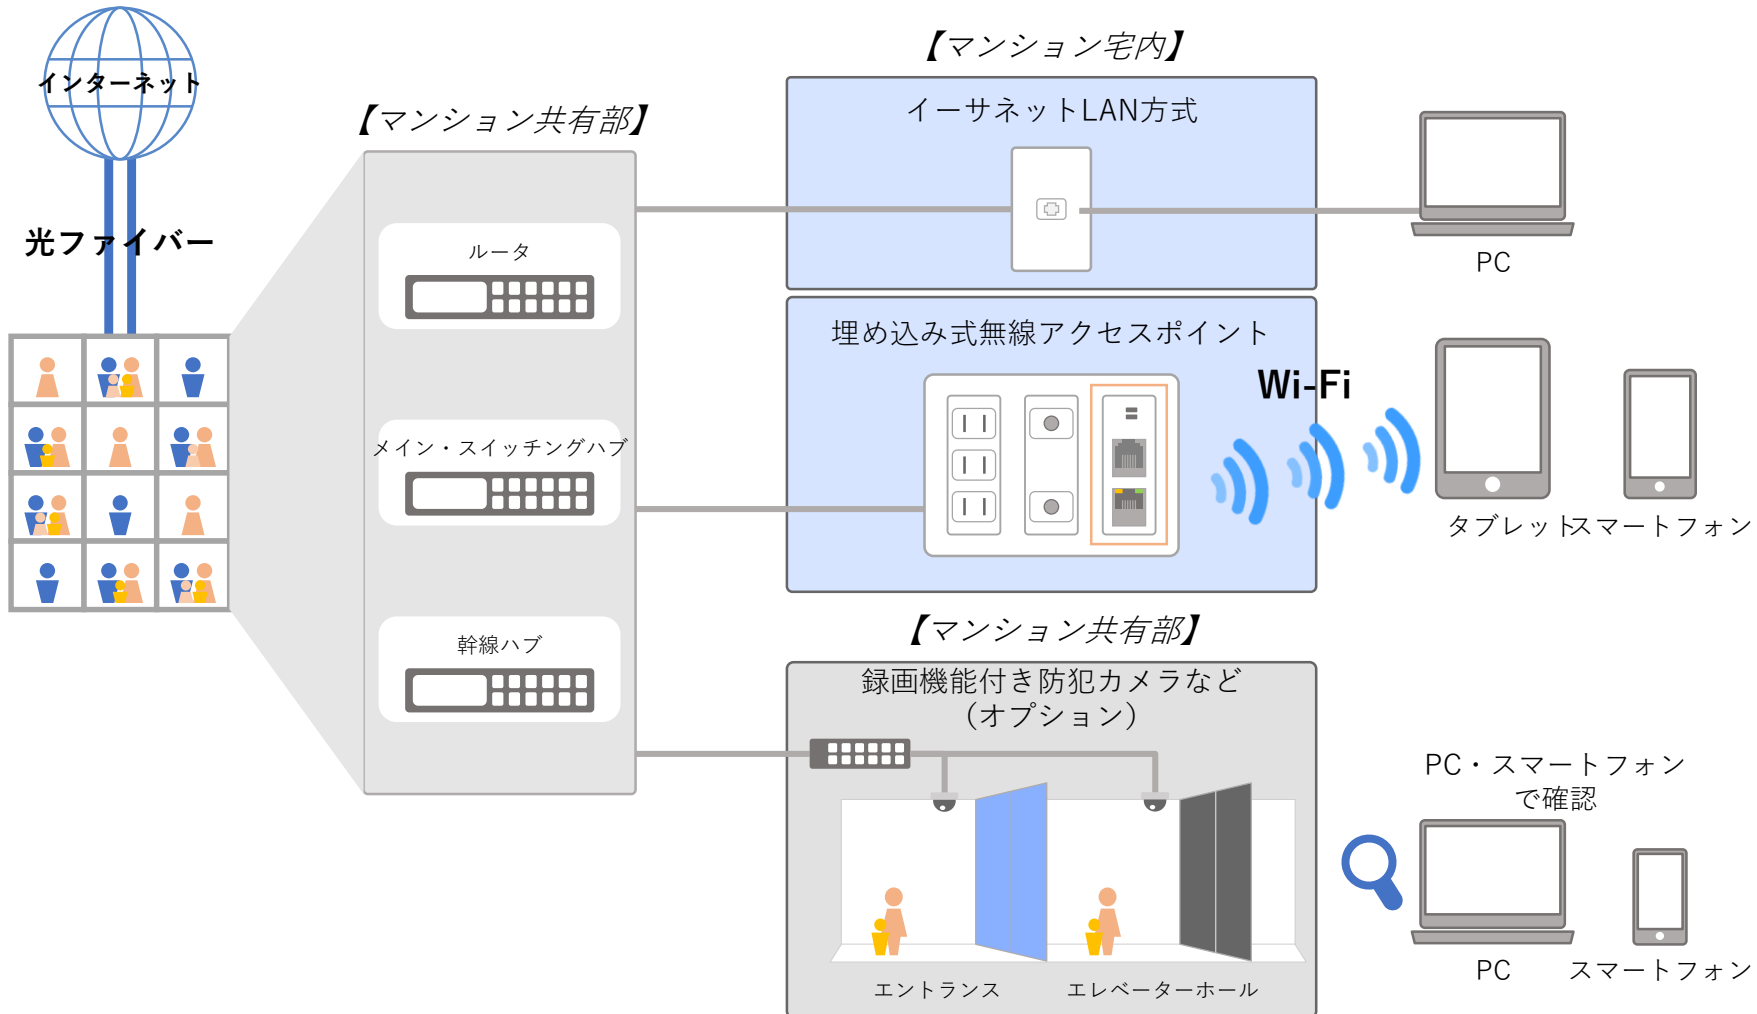 インターネット
光ファイバー
【マンション共有部】
ルータ
メイン・スイッチングハブ
幹線ハブ
【マンション宅内】
イーサネットLAN方式
PC
埋め込み式無線アクセスポイント
Wi-Fi
タブレット
スマートフォン
【マンション共有部】
録画機能付き防犯カメラなど
（オプション）
エントランス
エレベーターホール
PC・スマートフォン
で確認
PC
スマートフォン